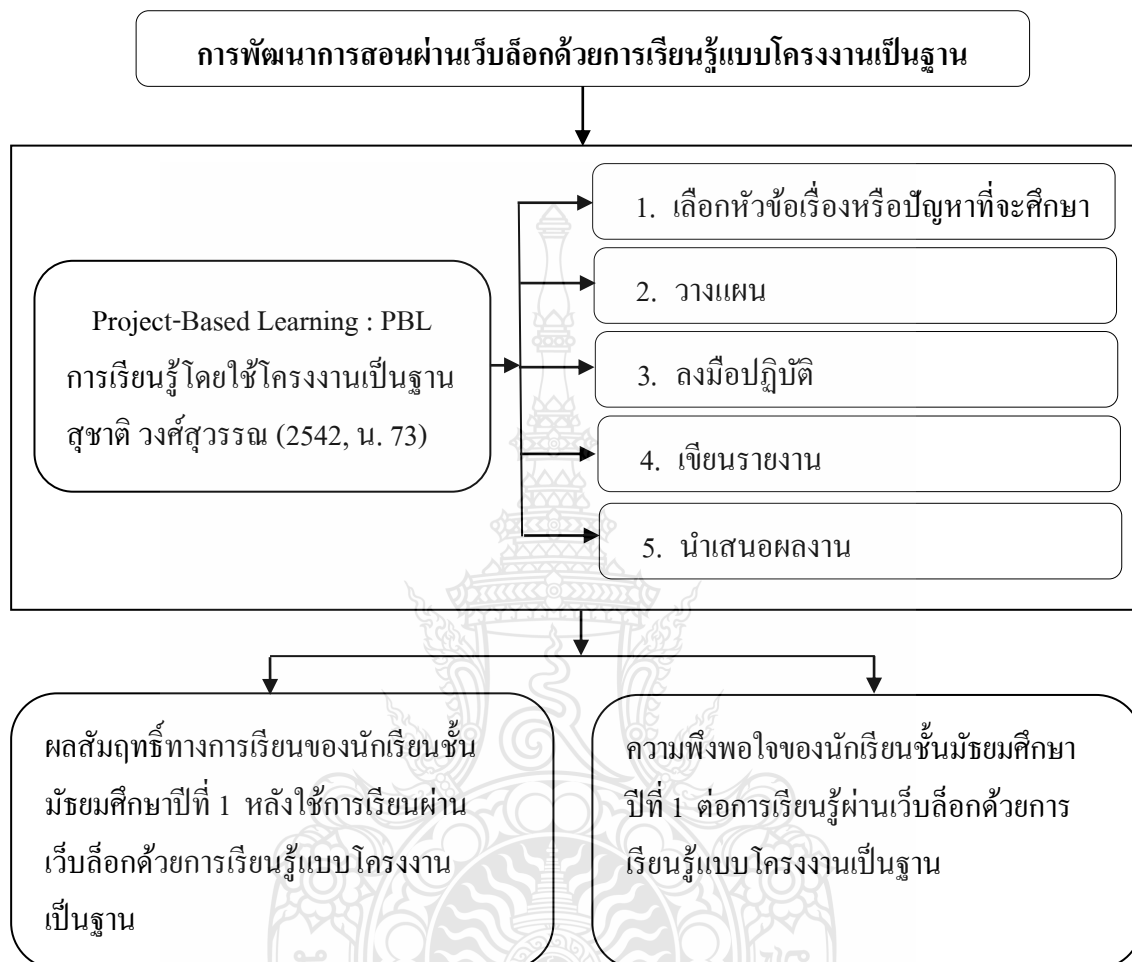 การพัฒนาการสอนผ่านเว็บล็อกด้วยการเรียนรู้แบบโครงงานเป็นฐาน
Project-Based Learning : PBL
การเรียนรู้โดยใช้โครงงานเป็นฐาน
สุชาติ วงศ์สุวรรณ (2542, น. 73)
1. เลือกหัวข้อเรื่องหรือปัญหาที่จะศึกษา
2. วางแผน
3. ลงมือปฏิบัติ
4. เขียนรายงาน
5. นำเสนอผลงาน
ผลสัมฤทธิ์ทางการเรียนของนักเรียนชั้น
มัธยมศึกษาปีที่ 1 หลังใช้การเรียนผ่าน
เว็บล็อกด้วยการเรียนรู้แบบโครงงาน
เป็นฐาน
ความพึงพอใจของนักเรียนชั้นมัธยมศึกษา
ปีที่ 1 ต่อการเรียนรู้ผ่านเว็บล็อกด้วยการ
เรียนรู้แบบโครงงานเป็นฐาน